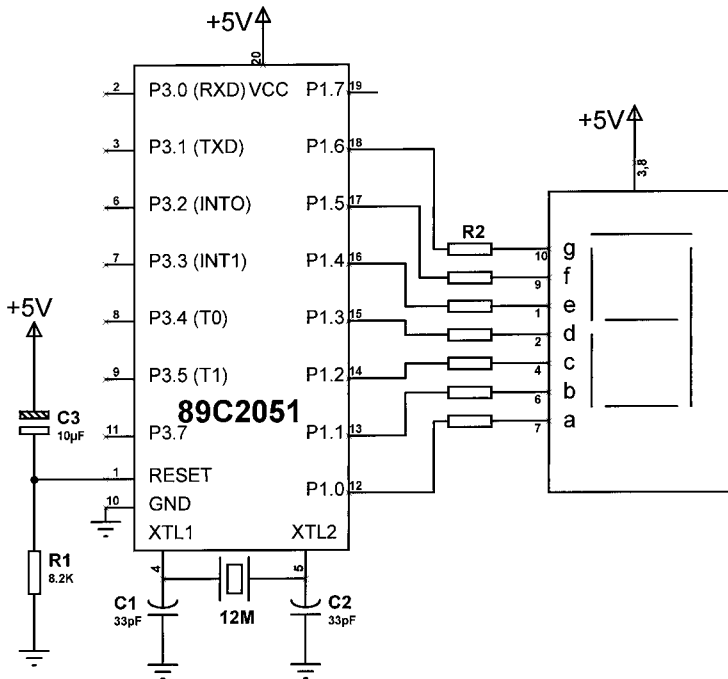 +5V
20
2 P3.0 (RXD) VCC P1.7 19
3 P3.1 (TXD) P1.6 18
+5V
3,8
6 P3.2 (INTO) P1.5 17
R2
10 g
7 P3.3 (INT1) P1.4 16
9 f
+5V
1 e
8 P3.4 (T0) P1.3 15
2 d
9 P3.5 (T1) P1.2 14
4 c
89C2051
6 b
C3
10µF
11 P3.7 P1.1 13
7 a
1 RESET
10 GND P1.0 12
XTL1 XTL2
R1
8.2K
4 5
C1
33pF
12M
C2
33pF